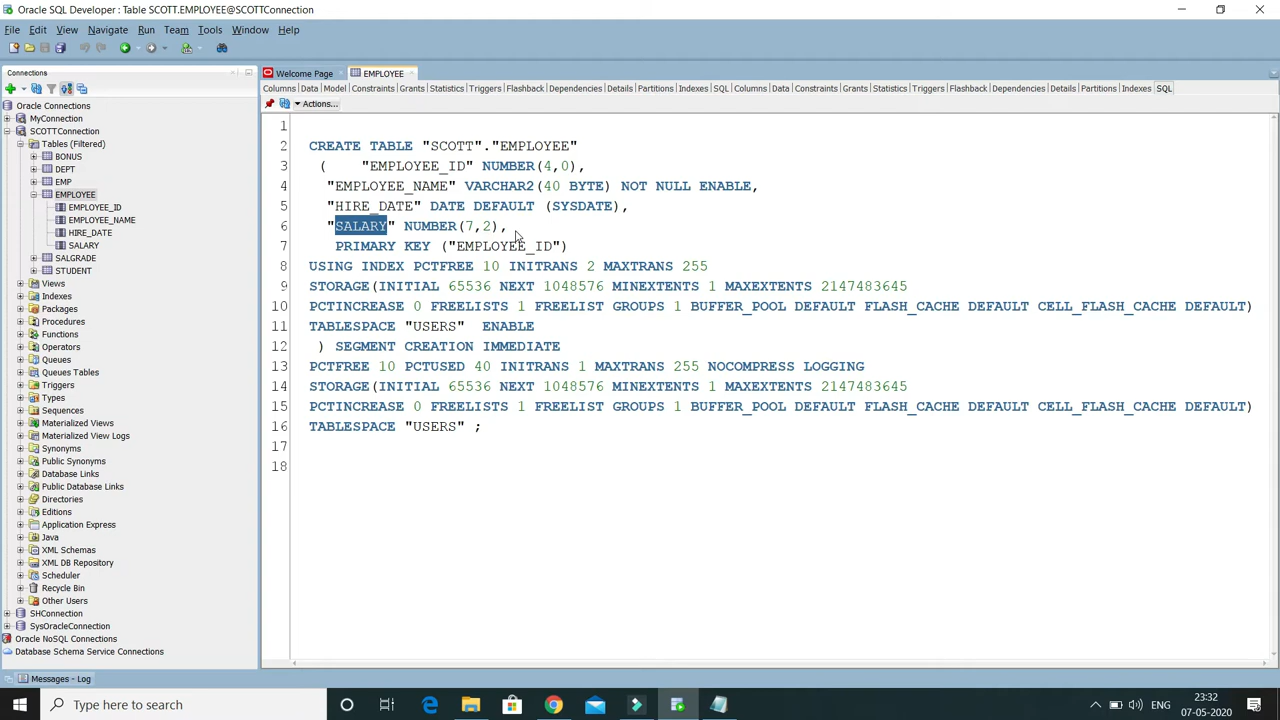 Oracle SQL Developer : Table SCOTT.EMPLOYEE@SCOTTConnection
File Edit View Navigate Run Team Tools Window Help
Connections
Welcome Page
EMPLOYEE
Columns Data Model Constraints Grants Statistics Triggers Flashback Dependencies Details Partitions Indexes SQL Columns Data Constraints Grants Statistics Triggers Flashback Dependencies Details Partitions Indexes SQL
Actions...
Oracle Connections
MyConnection
SCOTTConnection
Tables (Filtered)
BONUS
DEPT
EMP
EMPLOYEE
EMPLOYEE_ID
EMPLOYEE_NAME
HIRE_DATE
SALARY
SALGRADE
STUDENT
Views
Indexes
Packages
Procedures
Functions
Operators
Queues
Queues Tables
Triggers
Types
Sequences
Materialized Views
Materialized View Logs
Synonyms
Public Synonyms
Database Links
Public Database Links
Directories
Editions
Application Express
Java
XML Schemas
XML DB Repository
Scheduler
Recycle Bin
Other Users
SHConnection
SysOracleConnection
Oracle NoSQL Connections
Database Schema Service Connections
1
2 CREATE TABLE "SCOTT"."EMPLOYEE"
3 ( "EMPLOYEE_ID" NUMBER(4,0),
4 "EMPLOYEE_NAME" VARCHAR2(40 BYTE) NOT NULL ENABLE,
5 "HIRE_DATE" DATE DEFAULT (SYSDATE),
6 "SALARY" NUMBER(7,2),
7 PRIMARY KEY ("EMPLOYEE_ID")
8 USING INDEX PCTFREE 10 INITRANS 2 MAXTRANS 255
9 STORAGE(INITIAL 65536 NEXT 1048576 MINEXTENTS 1 MAXEXTENTS 2147483645
10 PCTINCREASE 0 FREELISTS 1 FREELIST GROUPS 1 BUFFER_POOL DEFAULT FLASH_CACHE DEFAULT CELL_FLASH_CACHE DEFAULT)
11 TABLESPACE "USERS" ENABLE
12 ) SEGMENT CREATION IMMEDIATE
13 PCTFREE 10 PCTUSED 40 INITRANS 1 MAXTRANS 255 NOCOMPRESS LOGGING
14 STORAGE(INITIAL 65536 NEXT 1048576 MINEXTENTS 1 MAXEXTENTS 2147483645
15 PCTINCREASE 0 FREELISTS 1 FREELIST GROUPS 1 BUFFER_POOL DEFAULT FLASH_CACHE DEFAULT CELL_FLASH_CACHE DEFAULT)
16 TABLESPACE "USERS" ;
17
18
Messages - Log
Type here to search
ENG
23:32
07-05-2020